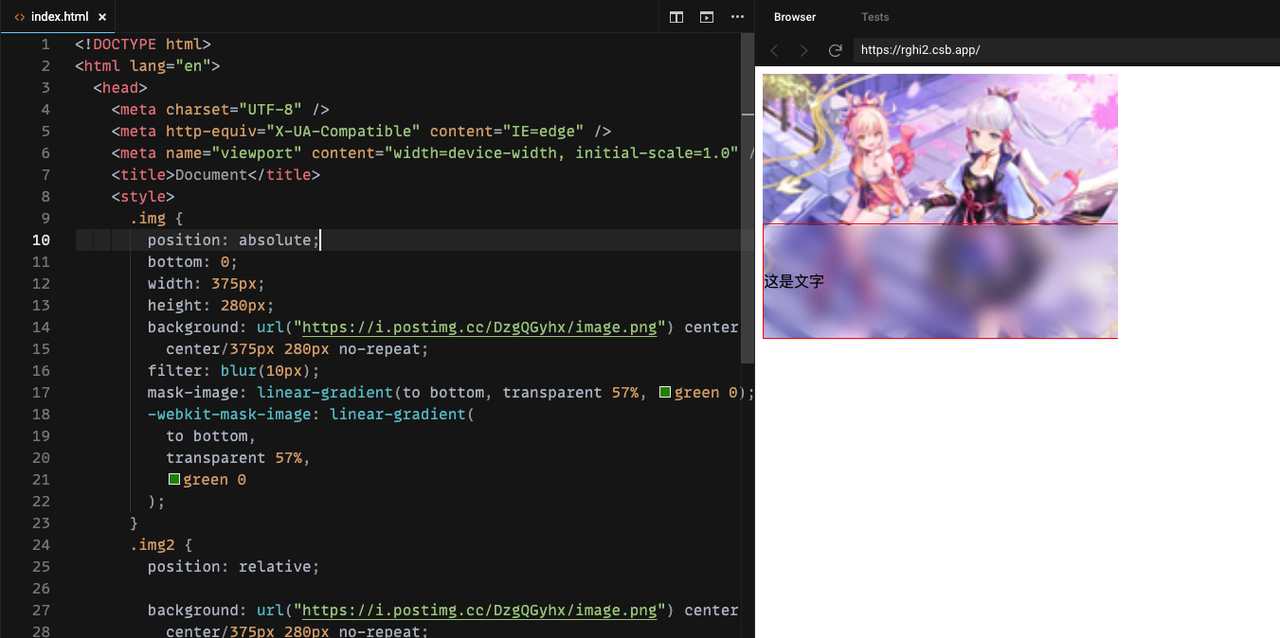 index.html
Browser
Tests
https://rghi2.csb.app/
1 <!DOCTYPE html>
2 <html lang="en">
3 <head>
4 <meta charset="UTF-8" />
5 <meta http-equiv="X-UA-Compatible" content="IE=edge" />
6 <meta name="viewport" content="width=device-width, initial-scale=1.0" /
7 <title>Document</title>
8 <style>
9 .img {
10 position: absolute;
11 bottom: 0;
12 width: 375px;
13 height: 280px;
14 background: url("https://i.postimg.cc/DzgQGyhx/image.png") center
15 center/375px 280px no-repeat;
16 filter: blur(10px);
17 mask-image: linear-gradient(to bottom, transparent 57%, green 0);
18 -webkit-mask-image: linear-gradient(
19 to bottom,
20 transparent 57%,
21 green 0
22 );
23 }
24 .img2 {
25 position: relative;
26
27 background: url("https://i.postimg.cc/DzgQGyhx/image.png") center
28 center/375px 280px no-repeat;
这是文字